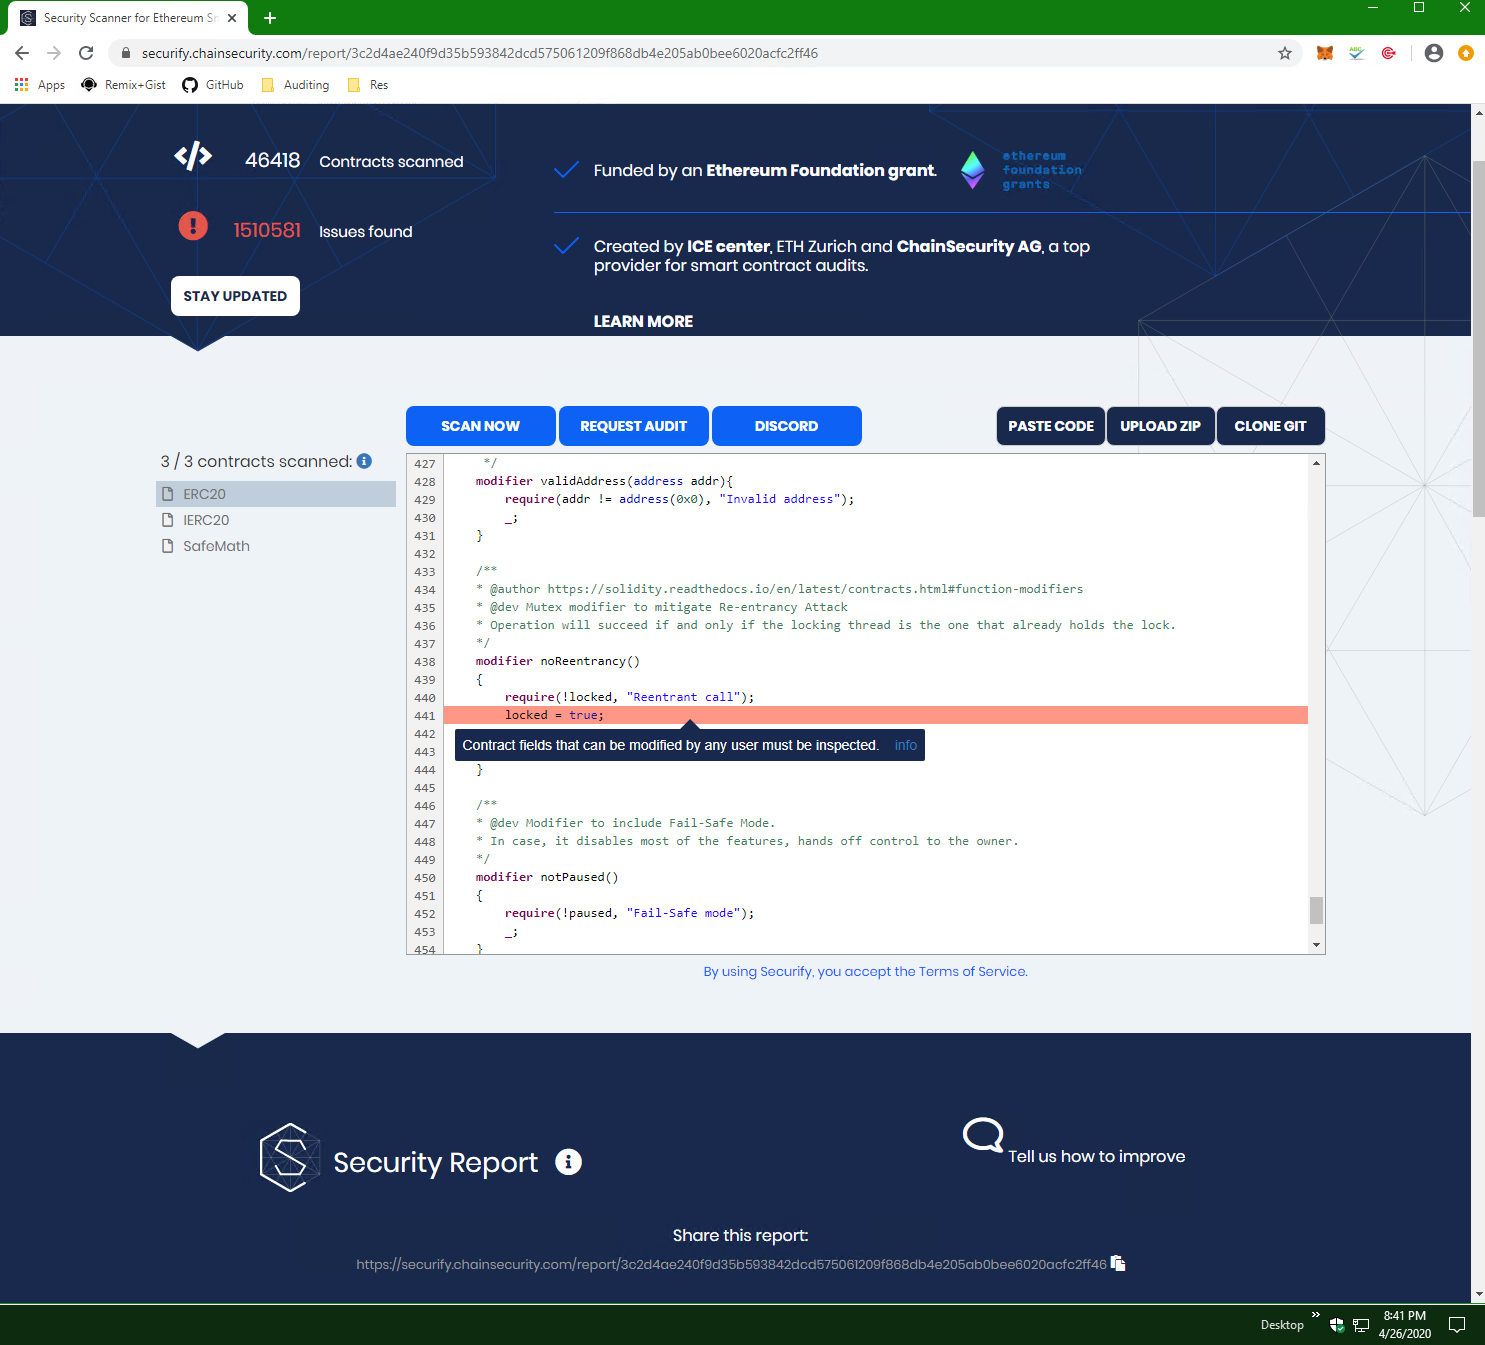 Security Scanner for Ethereum Sm
securify.chainsecurity.com/report/3c2d4ae240f9d35b593842dcd575061209f868db4e205ab0bee6020acfc2ff46
Apps Remix+Gist GitHub Auditing Res
46418 Contracts scanned
1510581 Issues found
STAY UPDATED
Funded by an Ethereum Foundation grant.
ethereum
foundation
grants
Created by ICE center, ETH Zurich and ChainSecurity AG, a top
provider for smart contract audits.
LEARN MORE
SCAN NOW REQUEST AUDIT DISCORD PASTE CODE UPLOAD ZIP CLONE GIT
3 / 3 contracts scanned:
ERC20
IERC20
SafeMath
427 */
428 modifier validAddress(address addr){
429 require(addr != address(0x0), "Invalid address");
430 _;
431 }
432
433 /**
434 * @author https://solidity.readthedocs.io/en/latest/contracts.html#function-modifiers
435 * @dev Mutex modifier to mitigate Re-entrancy Attack
436 * Operation will succeed if and only if the locking thread is the one that already holds the lock.
437 */
438 modifier noReentrancy()
439 {
440 require(!locked, "Reentrant call");
441 locked = true;
442
Contract fields that can be modified by any user must be inspected. info
443
444 }
445
446 /**
447 * @dev Modifier to include Fail-Safe Mode.
448 * In case, it disables most of the features, hands off control to the owner.
449 */
450 modifier notPaused()
451 {
452 require(!paused, "Fail-Safe mode");
453 _;
454 }
By using Securify, you accept the Terms of Service.
Security Report
Tell us how to improve
Share this report:
https://securify.chainsecurity.com/report/3c2d4ae240f9d35b593842dcd575061209f868db4e205ab0bee6020acfc2ff46
Desktop
8:41 PM
4/26/2020